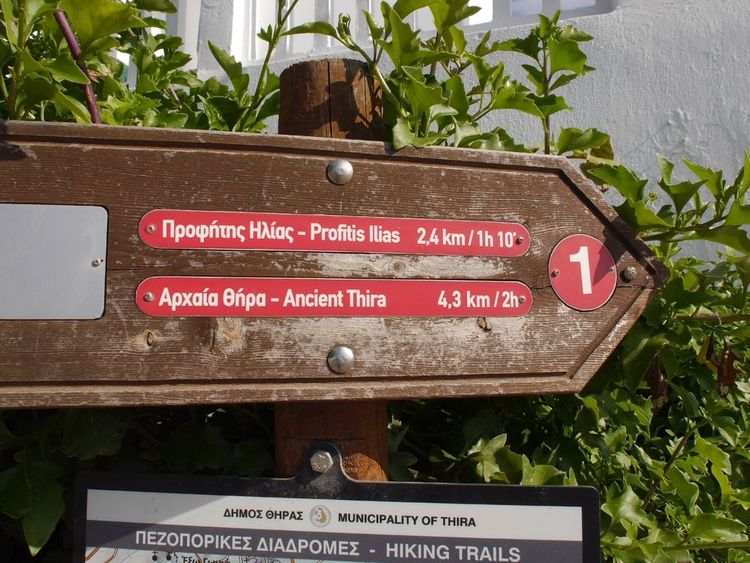 Προφήτης Ηλίας - Profitis Ilias 2,4 km / 1h 10'
1
Αρχαία Θήρα - Ancient Thira 4,3 km / 2h
ΔΗΜΟΣ ΘΗΡΑΣ MUNICIPALITY OF THIRA
ΠΕΖΟΠΟΡΙΚΕΣ ΔΙΑΔΡΟΜΕΣ - HIKING TRAILS